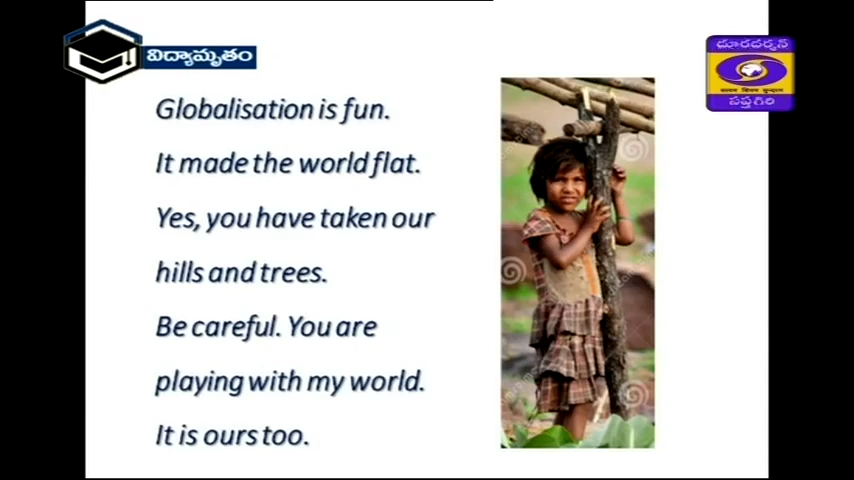 విద్యామృతం
దూరదర్శన్
సప్తగిరి
Globalisation is fun.
It made the world flat.
Yes, you have taken our
hills and trees.
Be careful. You are
playing with my world.
It is ours too.